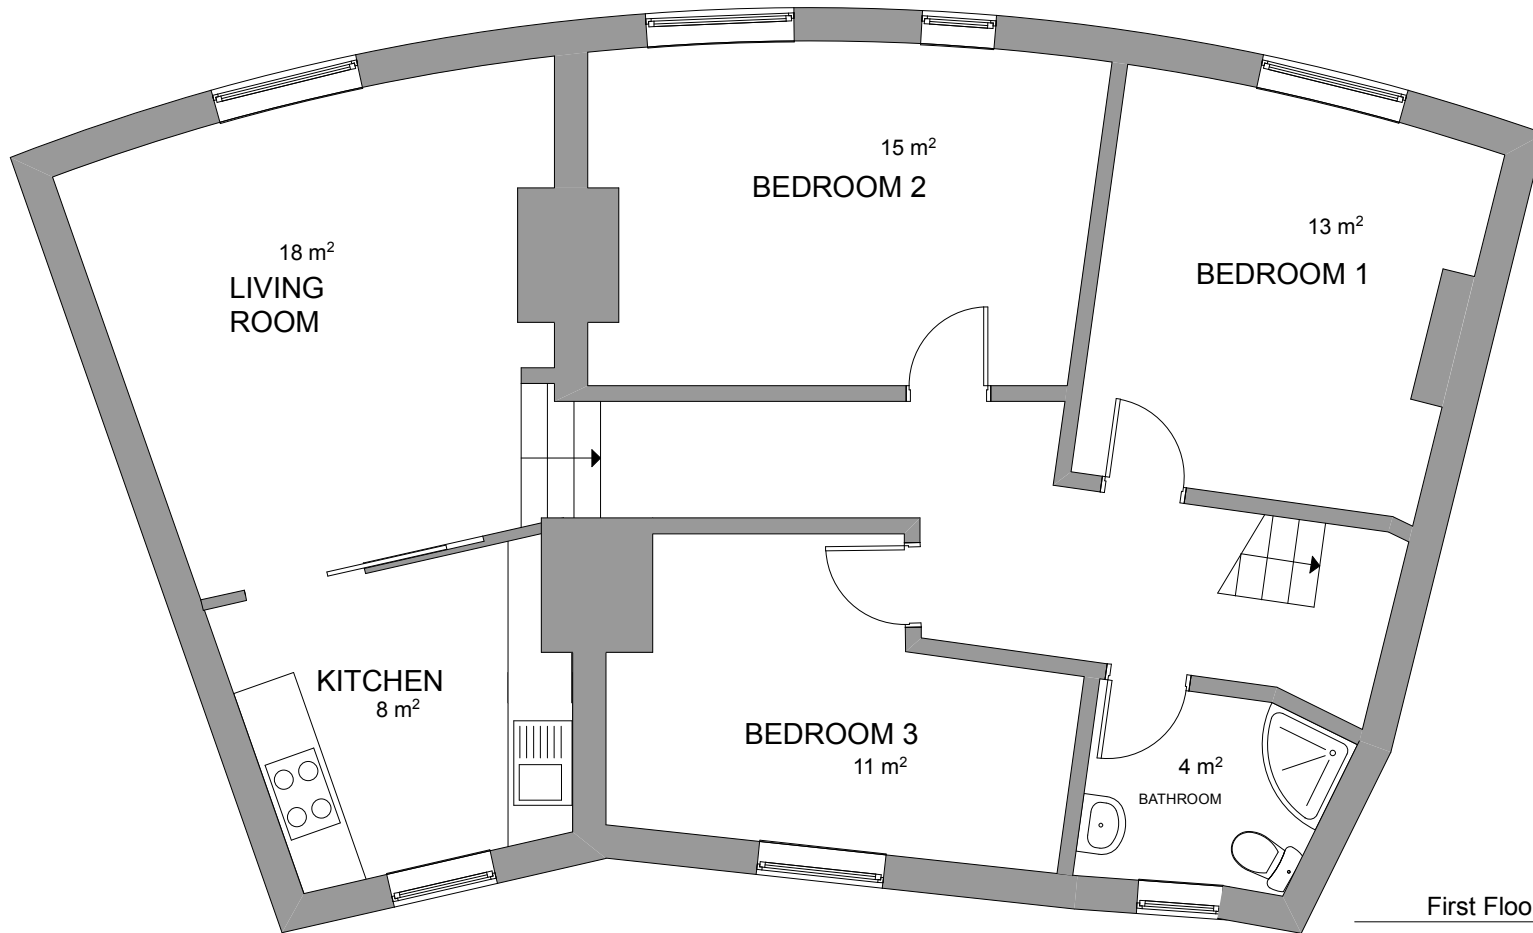 15 m²
BEDROOM 2
13 m²
BEDROOM 1
18 m²
LIVING
ROOM
KITCHEN
8 m²
BEDROOM 3
11 m²
4 m²
BATHROOM
First Floo